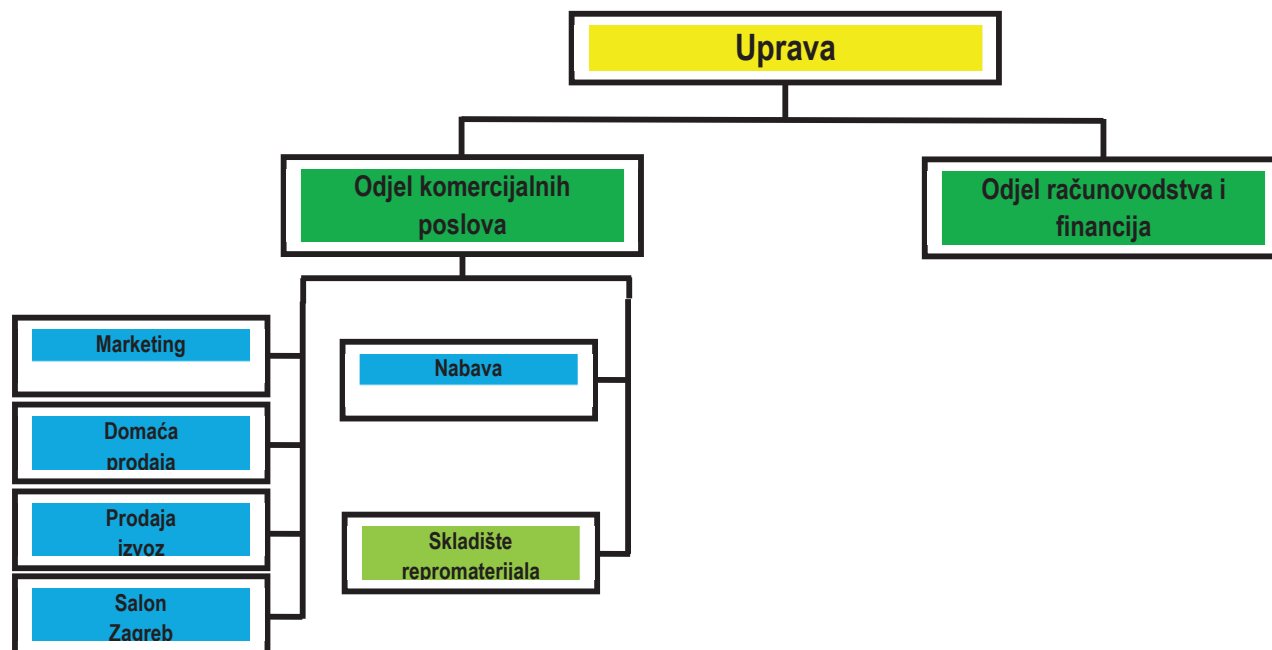 Uprava
Odjel komercijalnih
poslova
Odjel računovodstva i
financija
Marketing
Domaća
prodaja
Prodaja
izvoz
Salon
Zagreb
Nabava
Skladište
repromaterijala